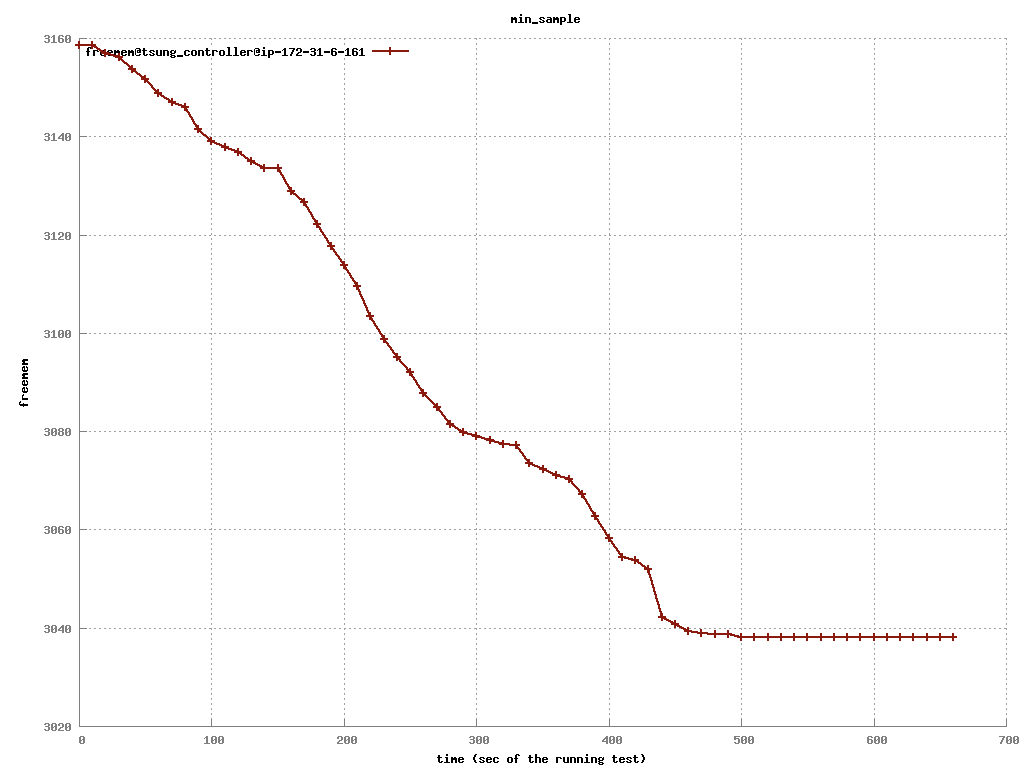 min_sample
3160
freemem@tsung_controller@ip-172-31-6-161
3140
3120
3100
freemem
3080
3060
3040
3020
0 100 200 300 400 500 600 700
time (sec of the running test)